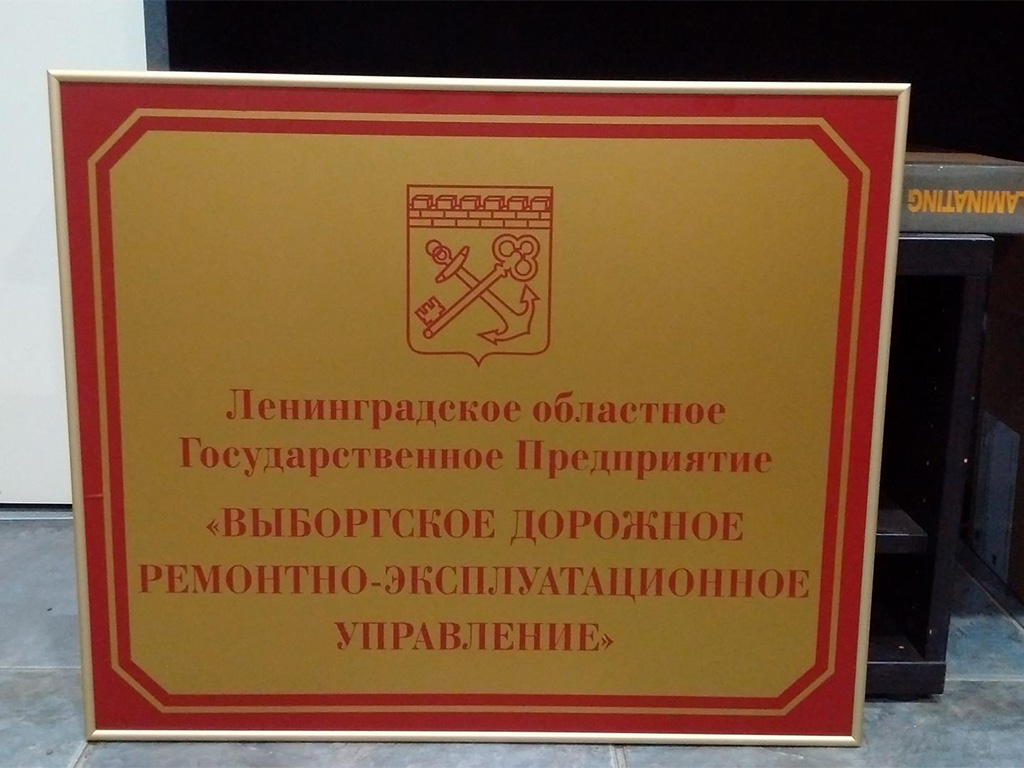 LAMINATING
Ленинградское областное
Государственное Предприятие
«ВЫБОРГСКОЕ ДОРОЖНОЕ
РЕМОНТНО-ЭКСПЛУАТАЦИОННОЕ
УПРАВЛЕНИЕ»